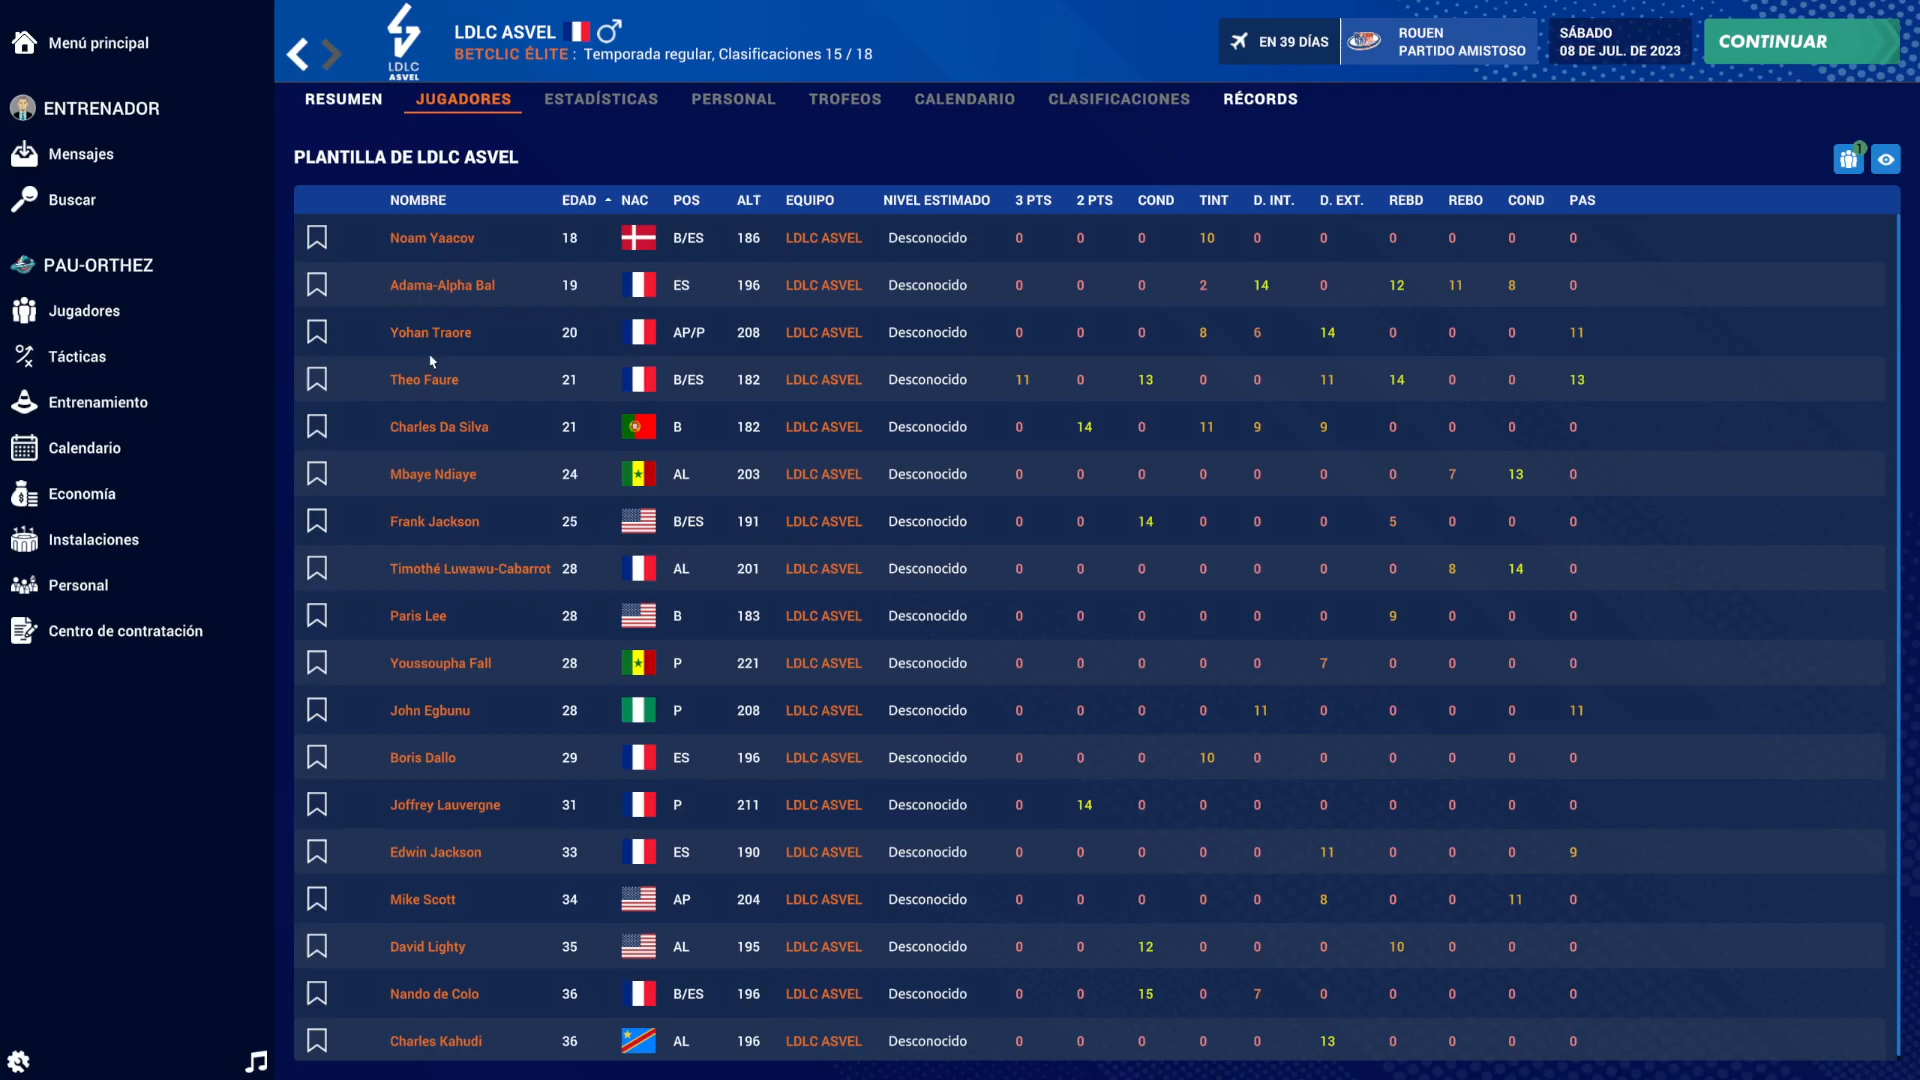 Menú principal
ENTRENADOR
Mensajes
Buscar
PAU-ORTHEZ
Jugadores
Tácticas
Entrenamiento
Calendario
Economía
Instalaciones
Personal
Centro de contratación
LDLC
ASVEL
LDLC ASVEL
BETCLIC ÉLITE : Temporada regular, Clasificaciones 15 / 18
EN 39 DÍAS
ROUEN
PARTIDO AMISTOSO
SÁBADO
08 DE JUL. DE 2023
CONTINUAR
RESUMEN JUGADORES ESTADÍSTICAS PERSONAL TROFEOS CALENDARIO CLASIFICACIONES RÉCORDS
PLANTILLA DE LDLC ASVEL
1
NOMBRE EDAD NAC POS ALT EQUIPO NIVEL ESTIMADO 3 PTS 2 PTS COND TINT D. INT. D. EXT. REBD REBO COND PAS
Noam Yaacov 18 B/ES 186 LDLC ASVEL Desconocido 0 0 0 10 0 0 0 0 0 0
Adama-Alpha Bal 19 ES 196 LDLC ASVEL Desconocido 0 0 0 2 14 0 12 11 8 0
Yohan Traore 20 AP/P 208 LDLC ASVEL Desconocido 0 0 0 8 6 14 0 0 0 11
Theo Faure 21 B/ES 182 LDLC ASVEL Desconocido 11 0 13 0 0 11 14 0 0 13
Charles Da Silva 21 B 182 LDLC ASVEL Desconocido 0 14 0 11 9 9 0 0 0 0
Mbaye Ndiaye 24 AL 203 LDLC ASVEL Desconocido 0 0 0 0 0 0 0 7 13 0
Frank Jackson 25 B/ES 191 LDLC ASVEL Desconocido 0 0 14 0 0 0 5 0 0 0
Timothé Luwawu-Cabarrot 28 AL 201 LDLC ASVEL Desconocido 0 0 0 0 0 0 0 8 14 0
Paris Lee 28 B 183 LDLC ASVEL Desconocido 0 0 0 0 0 0 9 0 0 0
Youssoupha Fall 28 P 221 LDLC ASVEL Desconocido 0 0 0 0 0 7 0 0 0 0
John Egbunu 28 P 208 LDLC ASVEL Desconocido 0 0 0 0 11 0 0 0 0 11
Boris Dallo 29 ES 196 LDLC ASVEL Desconocido 0 0 0 10 0 0 0 0 0 0
Joffrey Lauvergne 31 P 211 LDLC ASVEL Desconocido 0 14 0 0 0 0 0 0 0 0
Edwin Jackson 33 ES 190 LDLC ASVEL Desconocido 0 0 0 0 0 11 0 0 0 9
Mike Scott 34 AP 204 LDLC ASVEL Desconocido 0 0 0 0 0 8 0 0 11 0
David Lighty 35 AL 195 LDLC ASVEL Desconocido 0 0 12 0 0 0 10 0 0 0
Nando de Colo 36 B/ES 196 LDLC ASVEL Desconocido 0 0 15 0 7 0 0 0 0 0
Charles Kahudi 36 AL 196 LDLC ASVEL Desconocido 0 0 0 0 0 13 0 0 0 0